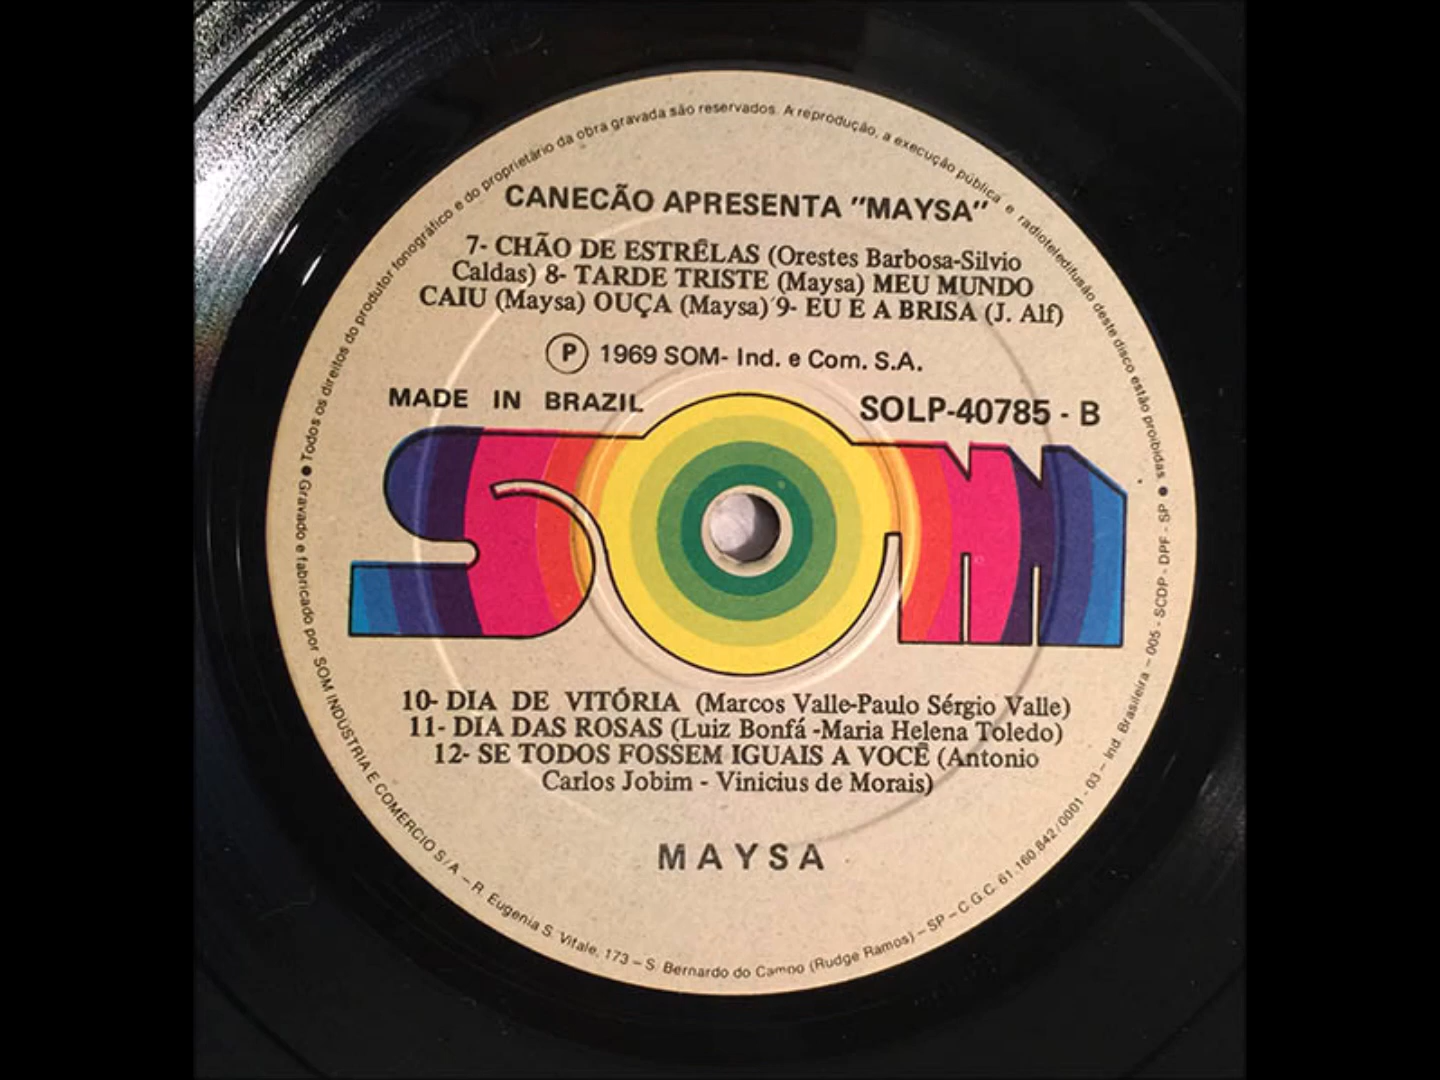 ● Todos os direitos do produtor fonográfico e do proprietário da obra gravada são reservados. A reprodução, a execução pública e radioteledifusão deste disco estão proibidas ●
CANECÃO APRESENTA "MAYSA"
7- CHÃO DE ESTRÊLAS (Orestes Barbosa-Silvio
Caldas) 8- TARDE TRISTE (Maysa) MEU MUNDO
CAIU (Maysa) OUÇA (Maysa) 9- EU E A BRISA (J. Alf)
P 1969 SOM- Ind. e Com. S.A.
MADE IN BRAZIL
SOLP-40785 - B
SOM
10- DIA DE VITÓRIA (Marcos Valle-Paulo Sérgio Valle)
11- DIA DAS ROSAS (Luiz Bonfá -Maria Helena Toledo)
12- SE TODOS FOSSEM IGUAIS A VOCÊ (Antonio
Carlos Jobim - Vinicius de Morais)
MAYSA
Gravado e fabricado por SOM INDÚSTRIA E COMÉRCIO S/A – R. Eugenia S. Vitale, 173 – S. Bernardo do Campo (Rudge Ramos) – SP – C.G.C. 61.160.842/0001 - 03 – Ind. Brasileira – 005 - SCDP - DPF - SP